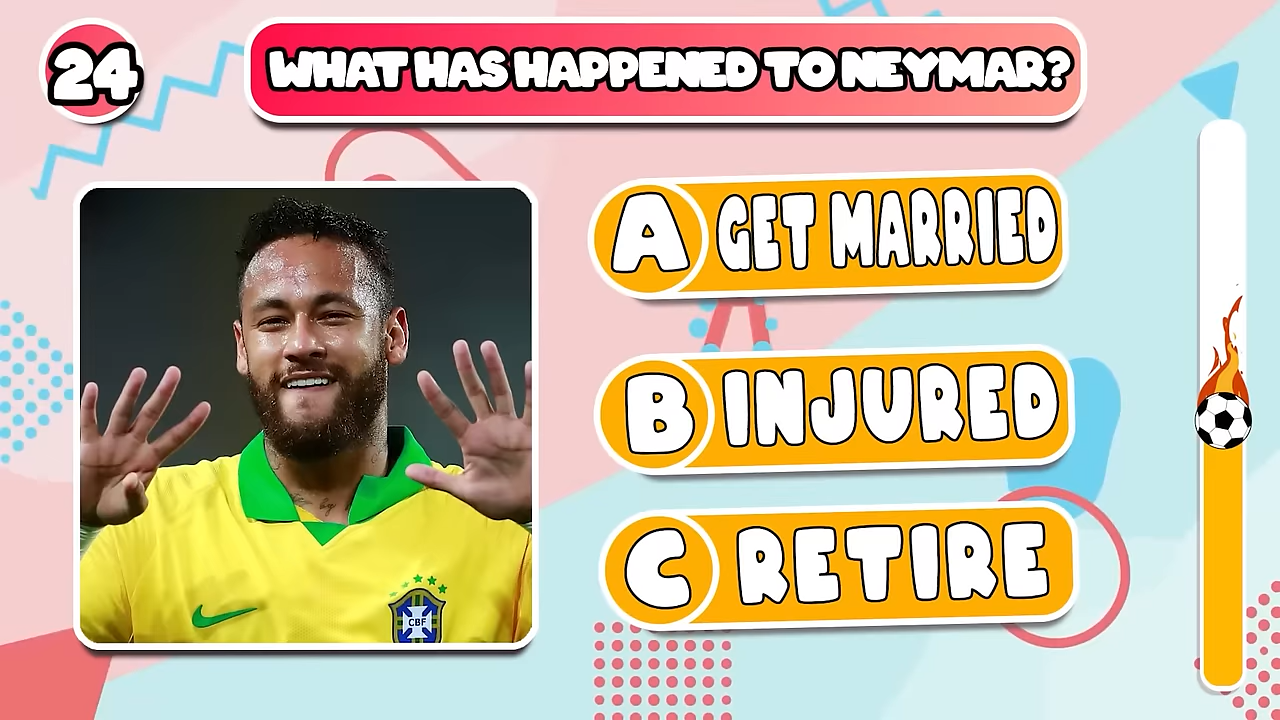 24
WHAT HAS HAPPENED TO NEYMAR?
A GET MARRIED
B INJURED
C RETIRE
CBF